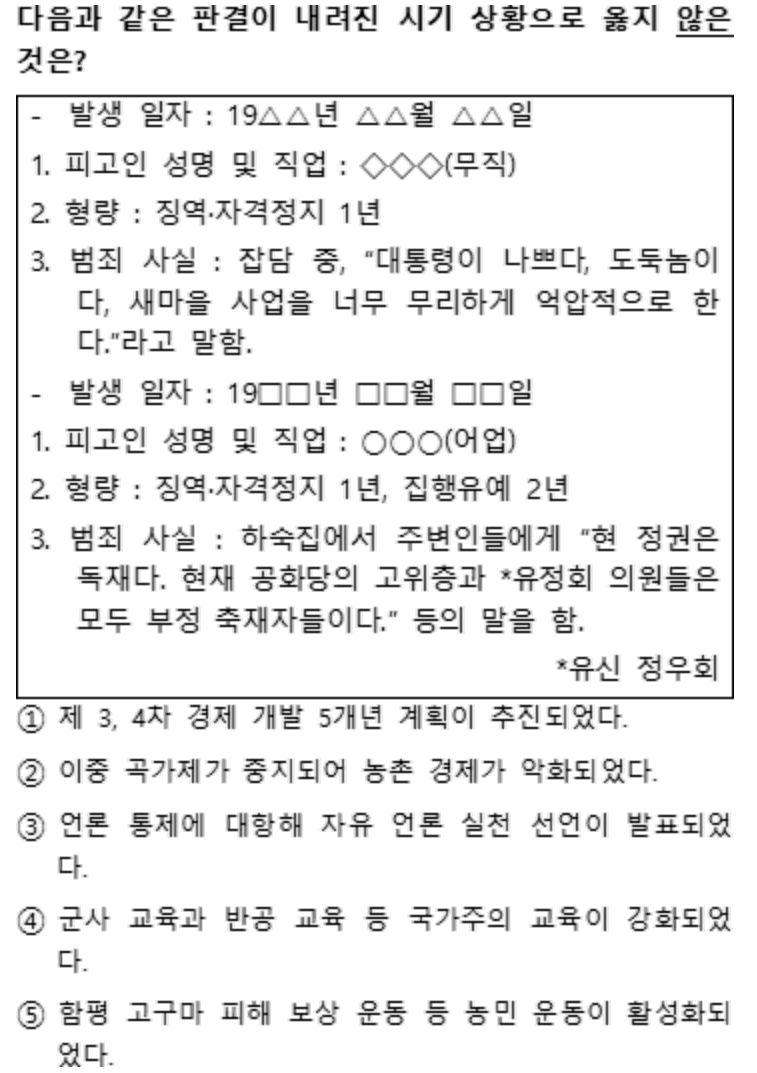 다음과 같은 판결이 내려진 시기 상황으로 옳지 않은
것은?
- 발생 일자 : 19△△년 △△월 △△일
1. 피고인 성명 및 직업 : ◇◇◇(무직)
2. 형량 : 징역·자격정지 1년
3. 범죄 사실 : 잡담 중, "대통령이 나쁘다, 도둑놈이
다, 새마을 사업을 너무 무리하게 억압적으로 한
다."라고 말함.
- 발생 일자 : 19□□년 □□월 □□일
1. 피고인 성명 및 직업 : ○○○(어업)
2. 형량 : 징역·자격정지 1년, 집행유예 2년
3. 범죄 사실 : 하숙집에서 주변인들에게 "현 정권은
독재다. 현재 공화당의 고위층과 *유정회 의원들은
모두 부정 축재자들이다." 등의 말을 함.
*유신 정우회
① 제 3, 4차 경제 개발 5개년 계획이 추진되었다.
② 이중 곡가제가 중지되어 농촌 경제가 악화되었다.
③ 언론 통제에 대항해 자유 언론 실천 선언이 발표되었
다.
④ 군사 교육과 반공 교육 등 국가주의 교육이 강화되었
다.
⑤ 함평 고구마 피해 보상 운동 등 농민 운동이 활성화되
었다.